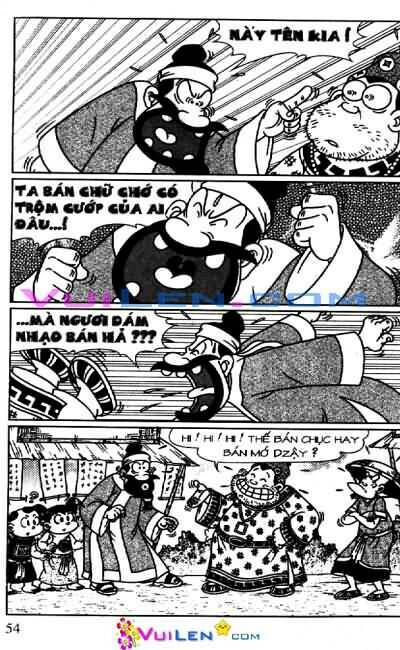 NÀY TÊN KIA !
TA BÁN CHỮ CHỚ CÓ
TRỘM CƯỚP CỦA AI
ĐÂU...!
VUILEN.COM
...MÀ NGƯƠI DÁM
NHẠO BÁN HẢ ???
HI ! HI ! HI ! THẾ BÁN CHỤC HAY
BÁN MỚ DZẬY ?
54
VUILEN.COM